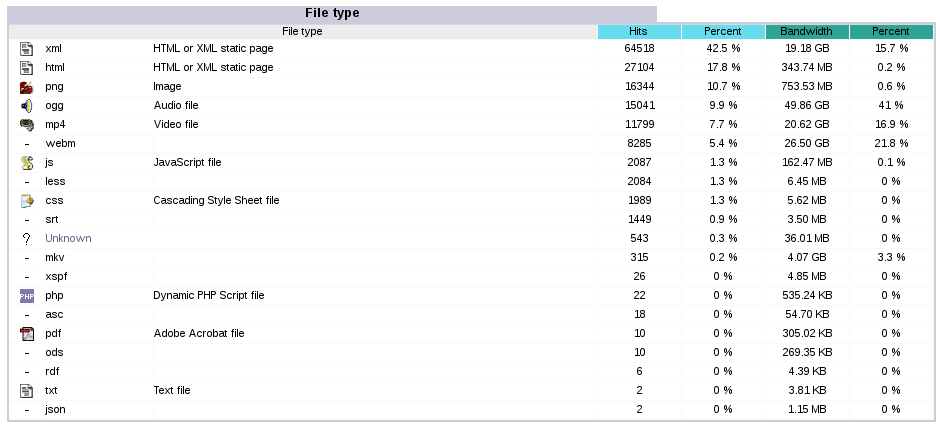 File type
File type Hits Percent Bandwidth Percent
xml HTML or XML static page 64518 42.5 % 19.18 GB 15.7 %
html HTML or XML static page 27104 17.8 % 343.74 MB 0.2 %
png Image 16344 10.7 % 753.53 MB 0.6 %
ogg Audio file 15041 9.9 % 49.86 GB 41 %
mp4 Video file 11799 7.7 % 20.62 GB 16.9 %
- webm 8285 5.4 % 26.50 GB 21.8 %
js JavaScript file 2087 1.3 % 162.47 MB 0.1 %
- less 2084 1.3 % 6.45 MB 0 %
css Cascading Style Sheet file 1989 1.3 % 5.62 MB 0 %
- srt 1449 0.9 % 3.50 MB 0 %
? Unknown 543 0.3 % 36.01 MB 0 %
- mkv 315 0.2 % 4.07 GB 3.3 %
- xspf 26 0 % 4.85 MB 0 %
PHP php Dynamic PHP Script file 22 0 % 535.24 KB 0 %
- asc 18 0 % 54.70 KB 0 %
pdf Adobe Acrobat file 10 0 % 305.02 KB 0 %
- ods 10 0 % 269.35 KB 0 %
- rdf 6 0 % 4.39 KB 0 %
txt Text file 2 0 % 3.81 KB 0 %
- json 2 0 % 1.15 MB 0 %